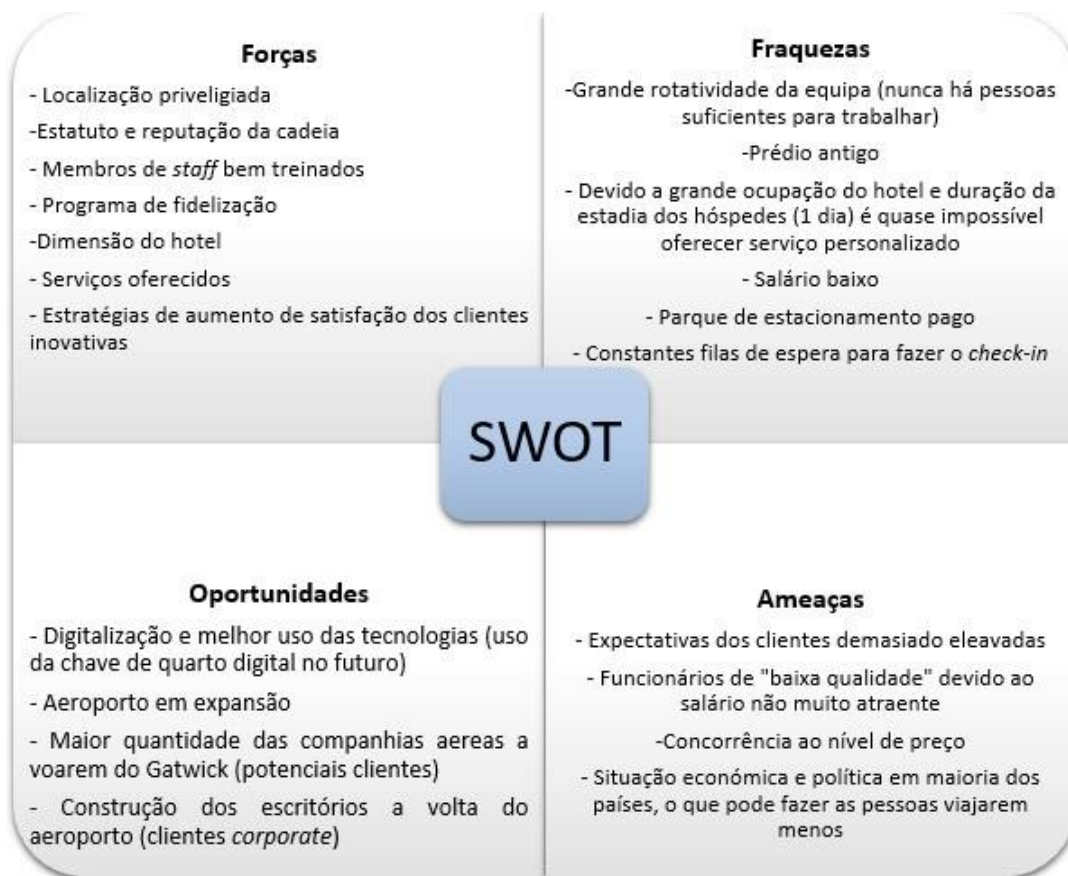 Forças
- Localização priveligiada
-Estatuto e reputação da cadeia
- Membros de staff bem treinados
- Programa de fidelização
-Dimensão do hotel
- Serviços oferecidos
- Estratégias de aumento de satisfação dos clientes
inovativas
Fraquezas
-Grande rotatividade da equipa (nunca há pessoas
suficientes para trabalhar)
-Prédio antigo
- Devido a grande ocupação do hotel e duração da
estadia dos hóspedes (1 dia) é quase impossível
oferecer serviço personalizado
- Salário baixo
- Parque de estacionamento pago
- Constantes filas de espera para fazer o check-in
SWOT
Oportunidades
- Digitalização e melhor uso das tecnologias (uso
da chave de quarto digital no futuro)
- Aeroporto em expansão
- Maior quantidade das companhias aereas a
voarem do Gatwick (potenciais clientes)
- Construção dos escritórios a volta do
aeroporto (clientes corporate)
Ameaças
- Expectativas dos clientes demasiado eleavadas
- Funcionários de "baixa qualidade" devido ao
salário não muito atraente
-Concorrência ao nível de preço
- Situação económica e política em maioria dos
países, o que pode fazer as pessoas viajarem
menos